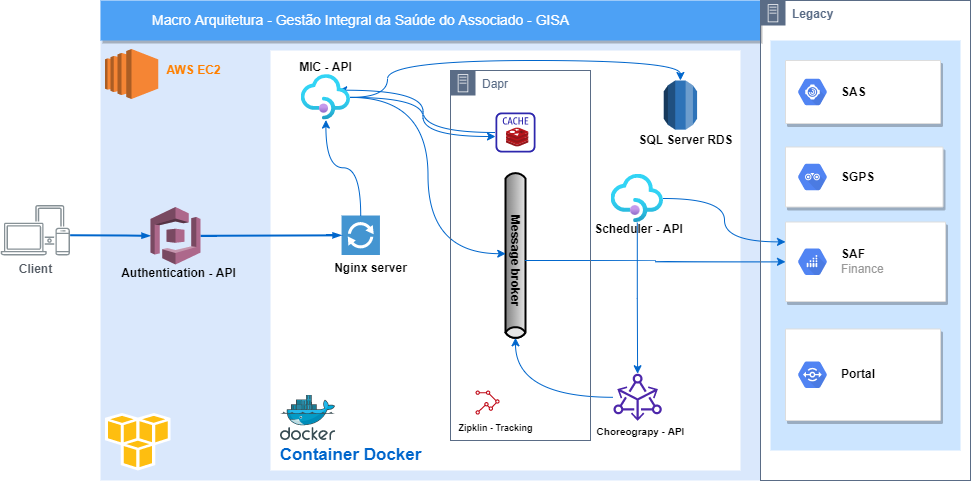 Macro Arquitetura - Gestão Integral da Saúde do Associado - GISA
Legacy
AWS EC2
MIC - API
Dapr
CACHE
SQL Server RDS
SAS
SGPS
Scheduler - API
Message broker
SAF
Finance
Client
Authentication - API
Nginx server
Portal
docker
Container Docker
Zipklin - Tracking
Choreograpy - API